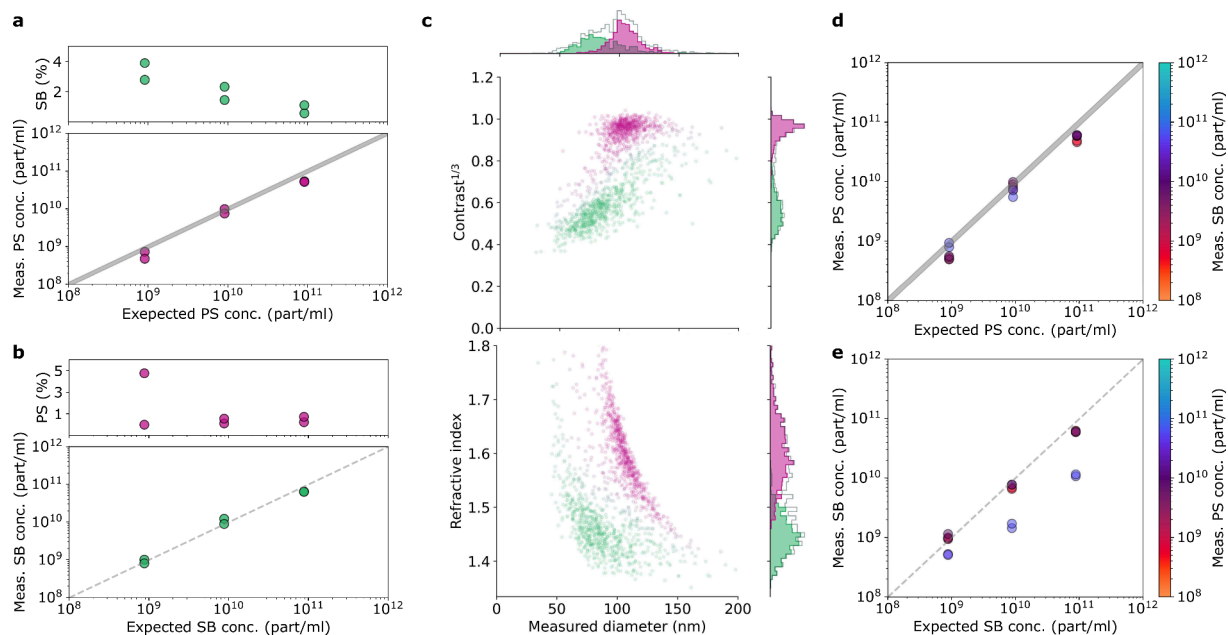 a
SB (%)
4
2
Meas. PS conc. (part/ml)
10¹²
10¹¹
10¹⁰
10⁹
10⁸
10⁸ 10⁹ 10¹⁰ 10¹¹ 10¹²
Exepected PS conc. (part/ml)
b
PS (%)
5
3
1
Meas. SB conc. (part/ml)
10¹²
10¹¹
10¹⁰
10⁹
10⁸
10⁸ 10⁹ 10¹⁰ 10¹¹ 10¹²
Expected SB conc. (part/ml)
c
Contrast¹ᐟ³
1.2
1.0
0.8
0.6
0.4
0.2
0.0
Refractive index
1.8
1.7
1.6
1.5
1.4
0 50 100 150 200
Measured diameter (nm)
d
Meas. PS conc. (part/ml)
10¹²
10¹¹
10¹⁰
10⁹
10⁸
10⁸ 10⁹ 10¹⁰ 10¹¹ 10¹²
Expected PS conc. (part/ml)
10¹²
10¹¹
10¹⁰
10⁹
10⁸
Meas. SB conc. (part/ml)
e
Meas. SB conc. (part/ml)
10¹²
10¹¹
10¹⁰
10⁹
10⁸
10⁸ 10⁹ 10¹⁰ 10¹¹ 10¹²
Expected SB conc. (part/ml)
10¹²
10¹¹
10¹⁰
10⁹
10⁸
Meas. PS conc. (part/ml)